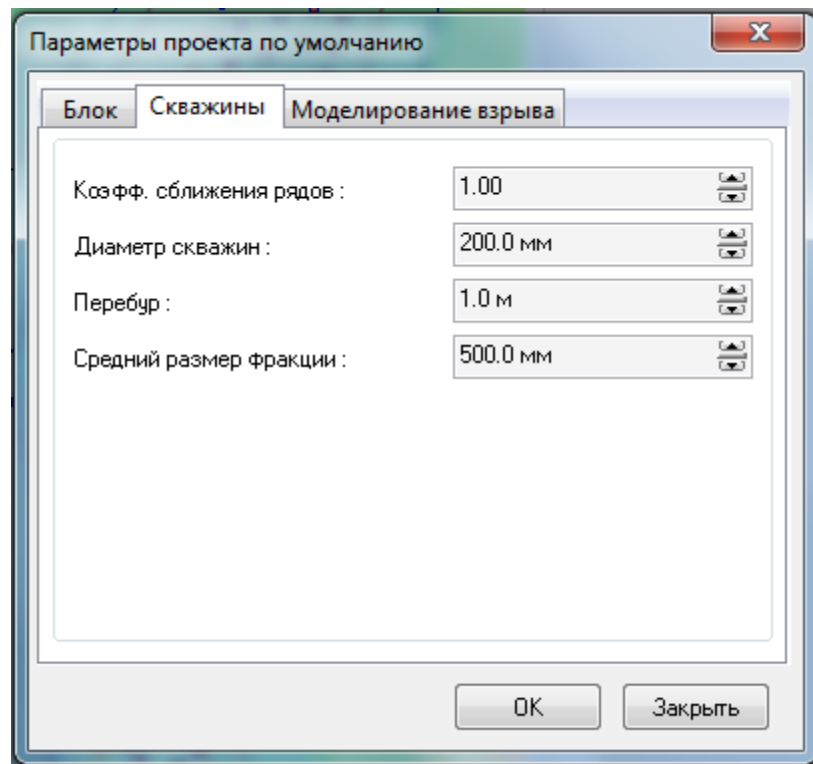 Параметры проекта по умолчанию
Блок Скважины Моделирование взрыва
Коэфф. сближения рядов : 1.00
Диаметр скважин : 200.0 мм
Перебур : 1.0 м
Средний размер фракции : 500.0 мм
OK Закрыть